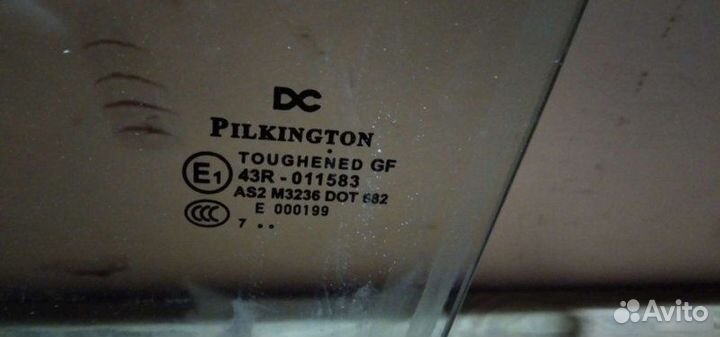 DC
PILKINGTON
TOUGHENED GF
E1 43R - 011583
AS2 M3236 DOT 682
CCC E 000199
7 ••
Avito